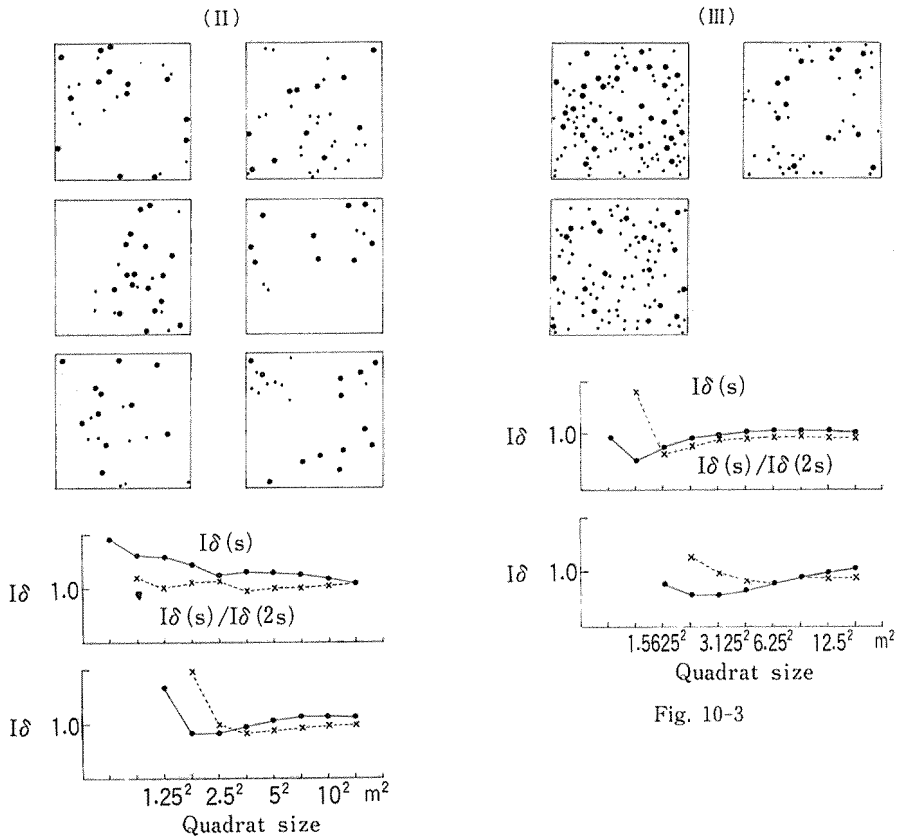 (II)
(III)
Iδ(s)
Iδ 1.0
Iδ(s)/Iδ(2s)
Iδ 1.0
1.25² 2.5² 5² 10² m²
Quadrat size
Iδ(s)
Iδ 1.0
Iδ(s)/Iδ(2s)
Iδ 1.0
1.5625² 3.125² 6.25² 12.5² m²
Quadrat size
Fig. 10-3